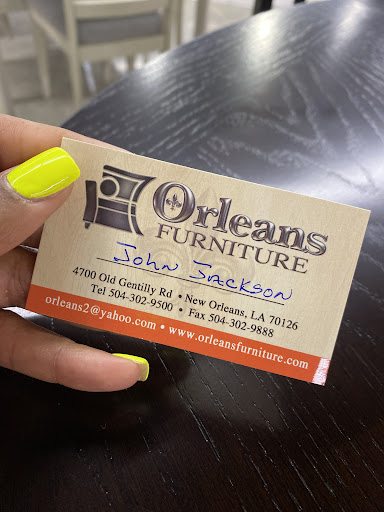 Orleans
FURNITURE
John Jackson
4700 Old Gentilly Rd • New Orleans, LA 70126
Tel 504-302-9500 • Fax 504-302-9888
orleans2@yahoo.com • www.orleansfurniture.com